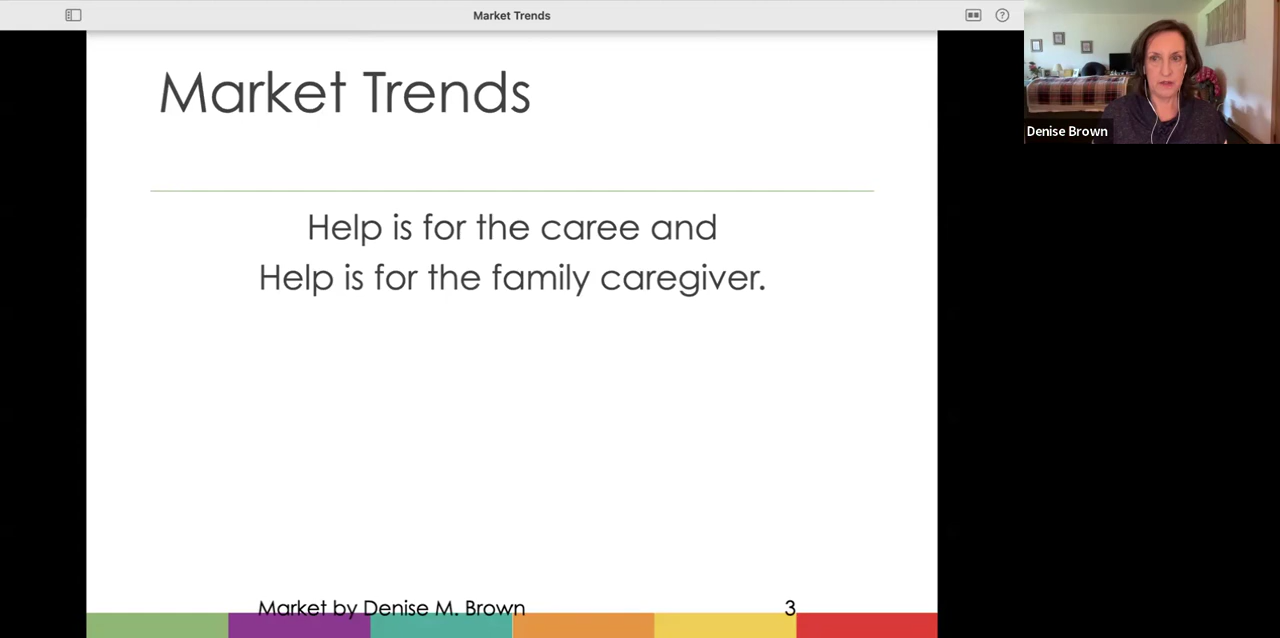 Market Trends
Denise Brown
Market Trends
Help is for the caree and
Help is for the family caregiver.
Market by Denise M. Brown
3